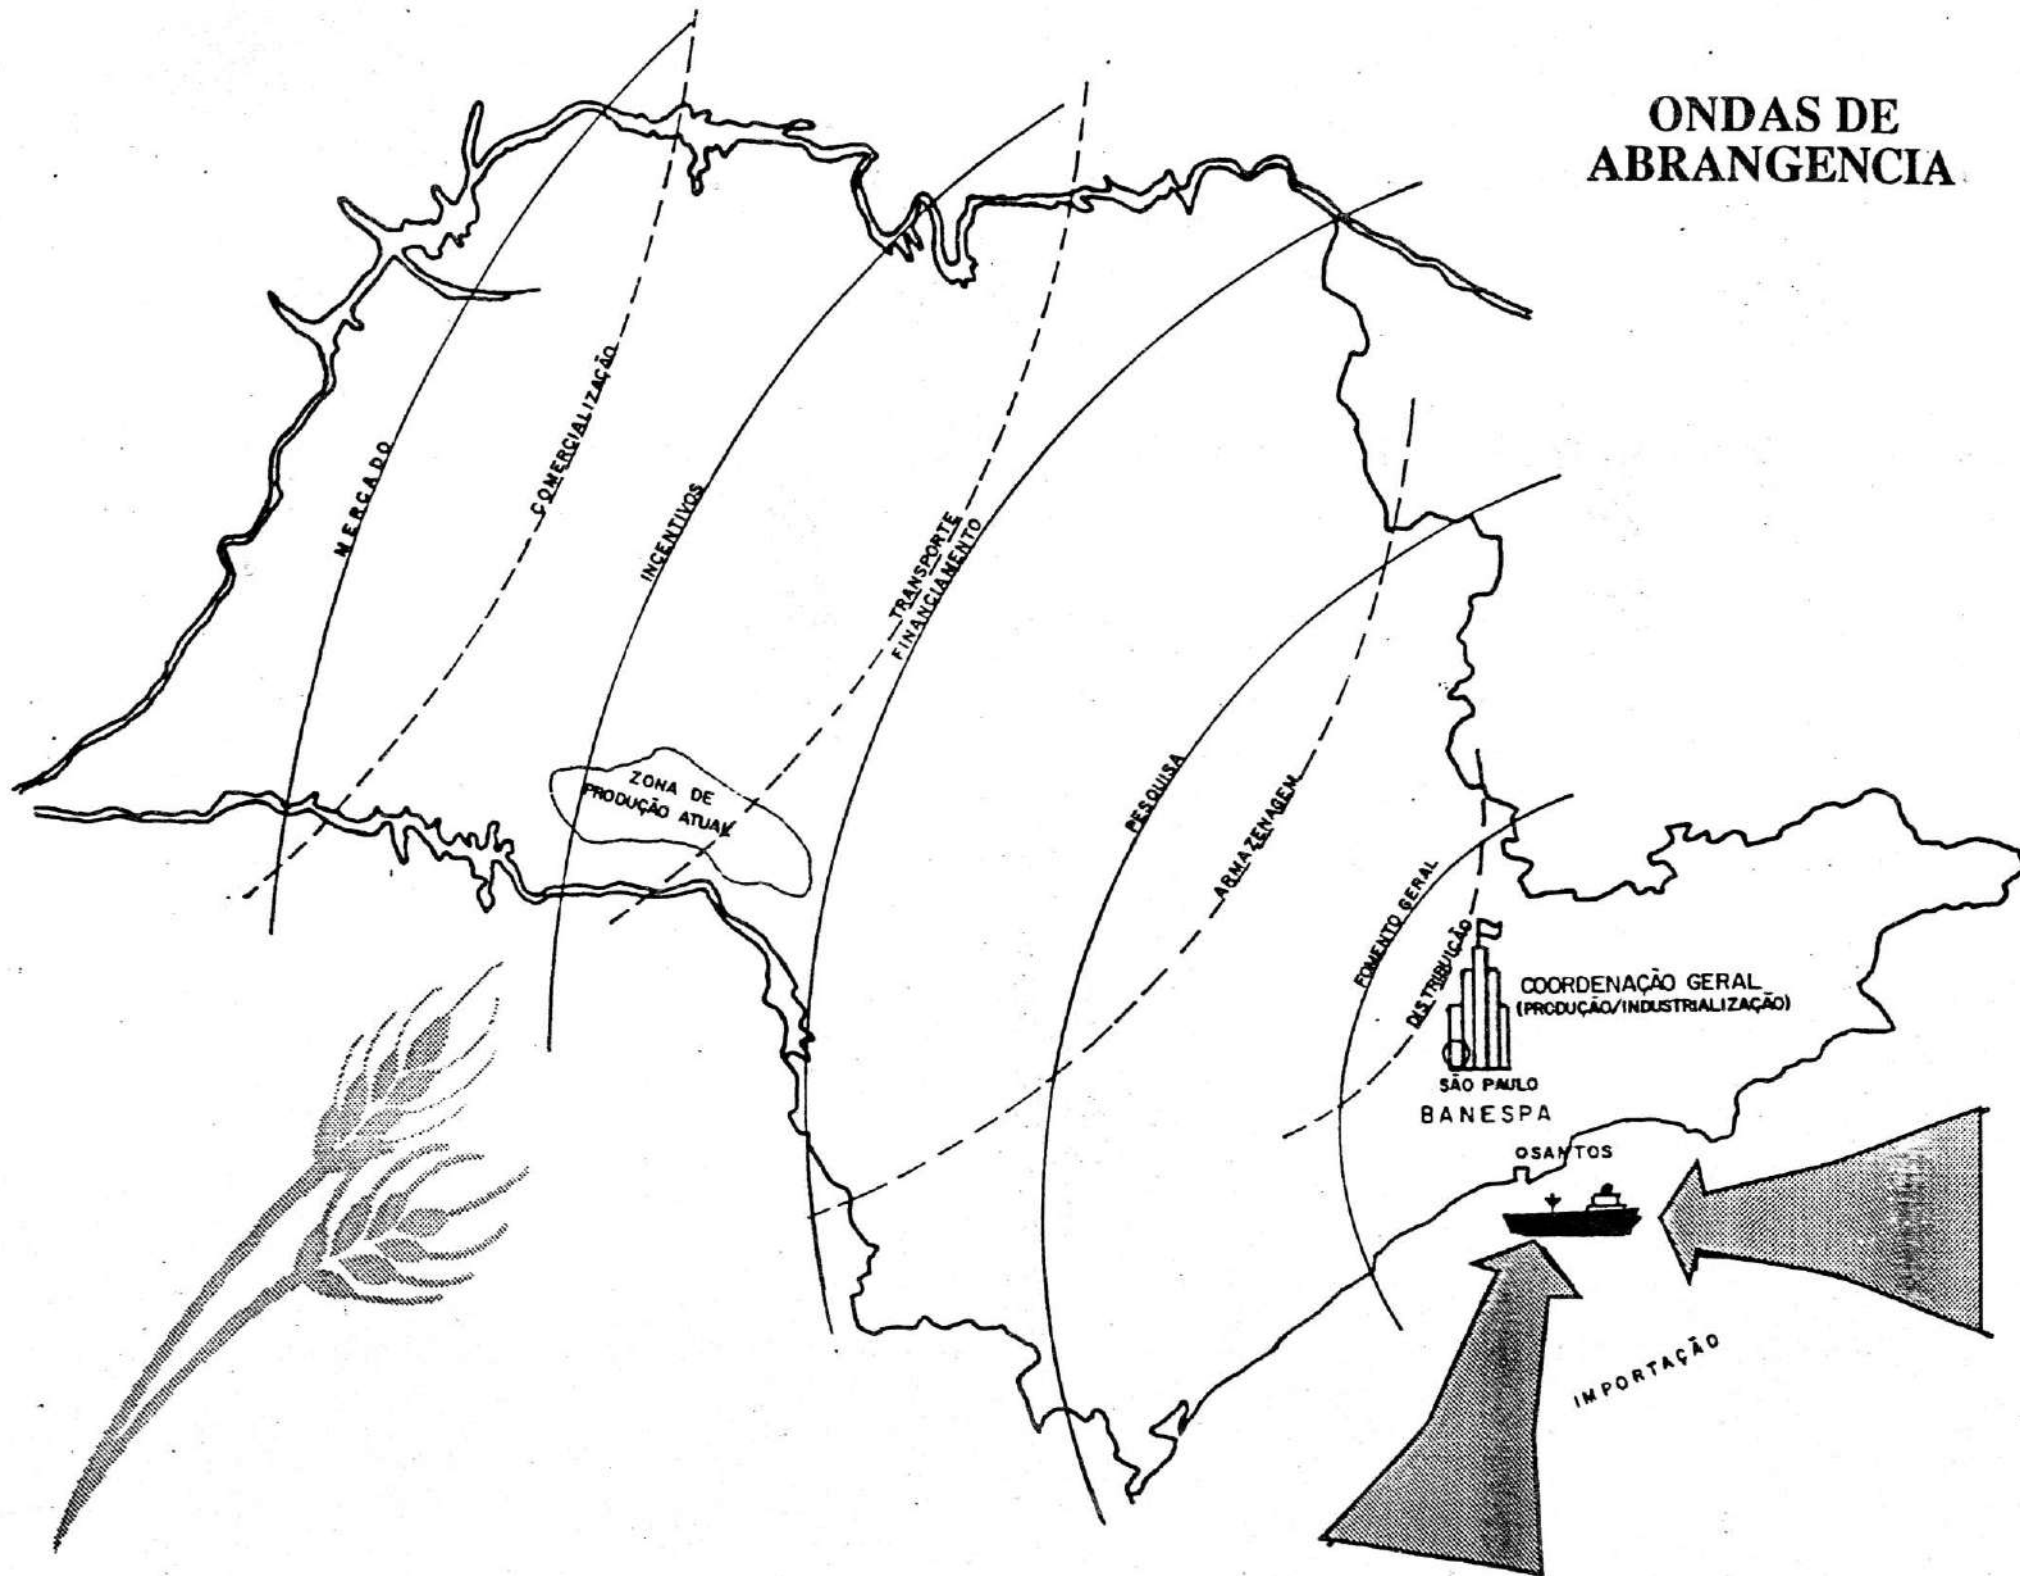 ONDAS DE
ABRANGENCIA
MERCADO
COMERCIALIZAÇÃO
INCENTIVOS
TRANSPORTE
FINANCIAMENTO
ZONA DE
PRODUÇÃO ATUAL
PESQUISA
ARMAZENAGEM
FOMENTO GERAL
DISTRIBUIÇÃO
COORDENAÇÃO GERAL
(PRODUÇÃO/INDUSTRIALIZAÇÃO)
SÃO PAULO
BANESPA
OSANTOS
IMPORTAÇÃO